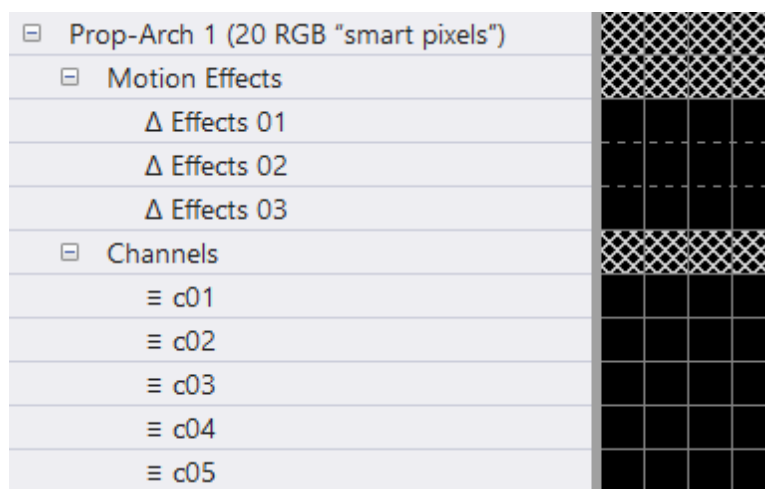 Prop-Arch 1 (20 RGB “smart pixels”)
Motion Effects
Δ Effects 01
Δ Effects 02
Δ Effects 03
Channels
≡ c01
≡ c02
≡ c03
≡ c04
≡ c05